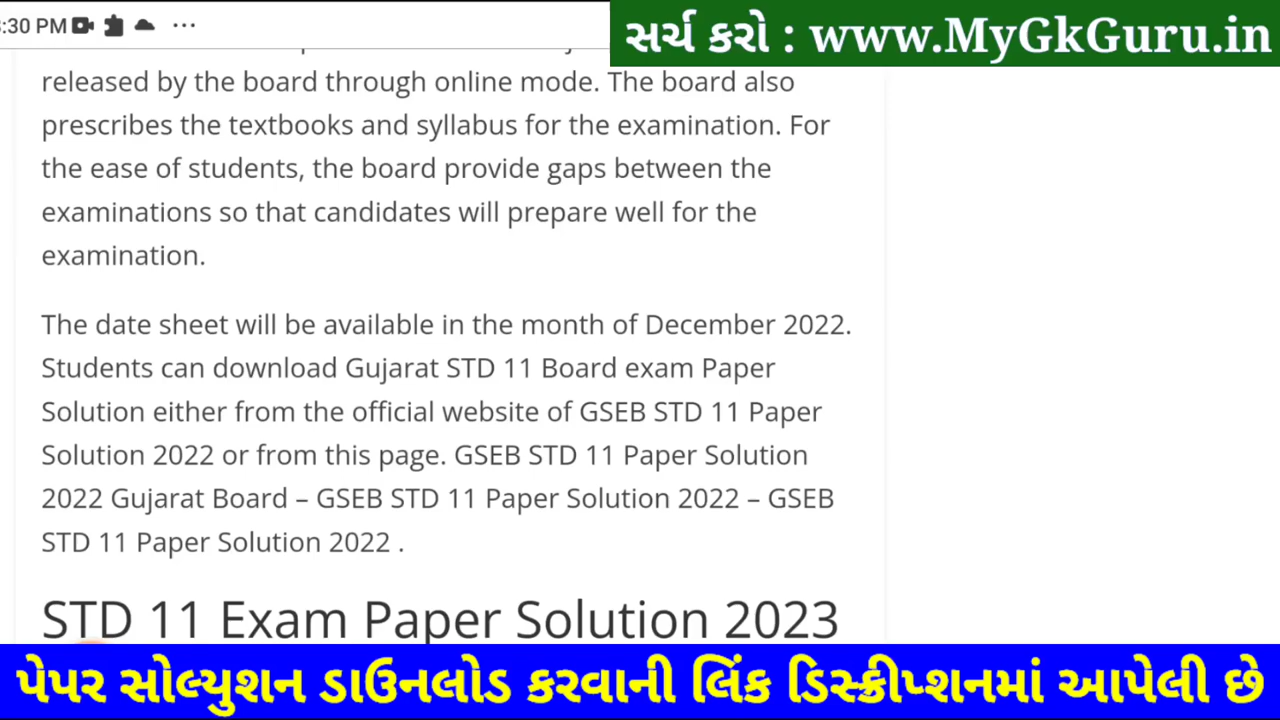 :30 PM
સર્ચ કરો : www.MyGkGuru.in
released by the board through online mode. The board also
prescribes the textbooks and syllabus for the examination. For
the ease of students, the board provide gaps between the
examinations so that candidates will prepare well for the
examination.
The date sheet will be available in the month of December 2022.
Students can download Gujarat STD 11 Board exam Paper
Solution either from the official website of GSEB STD 11 Paper
Solution 2022 or from this page. GSEB STD 11 Paper Solution
2022 Gujarat Board – GSEB STD 11 Paper Solution 2022 – GSEB
STD 11 Paper Solution 2022 .
STD 11 Exam Paper Solution 2023
પેપર સોલ્યુશન ડાઉનલોડ કરવાની લિંક ડિસ્ક્રીપ્શનમાં આપેલી છે